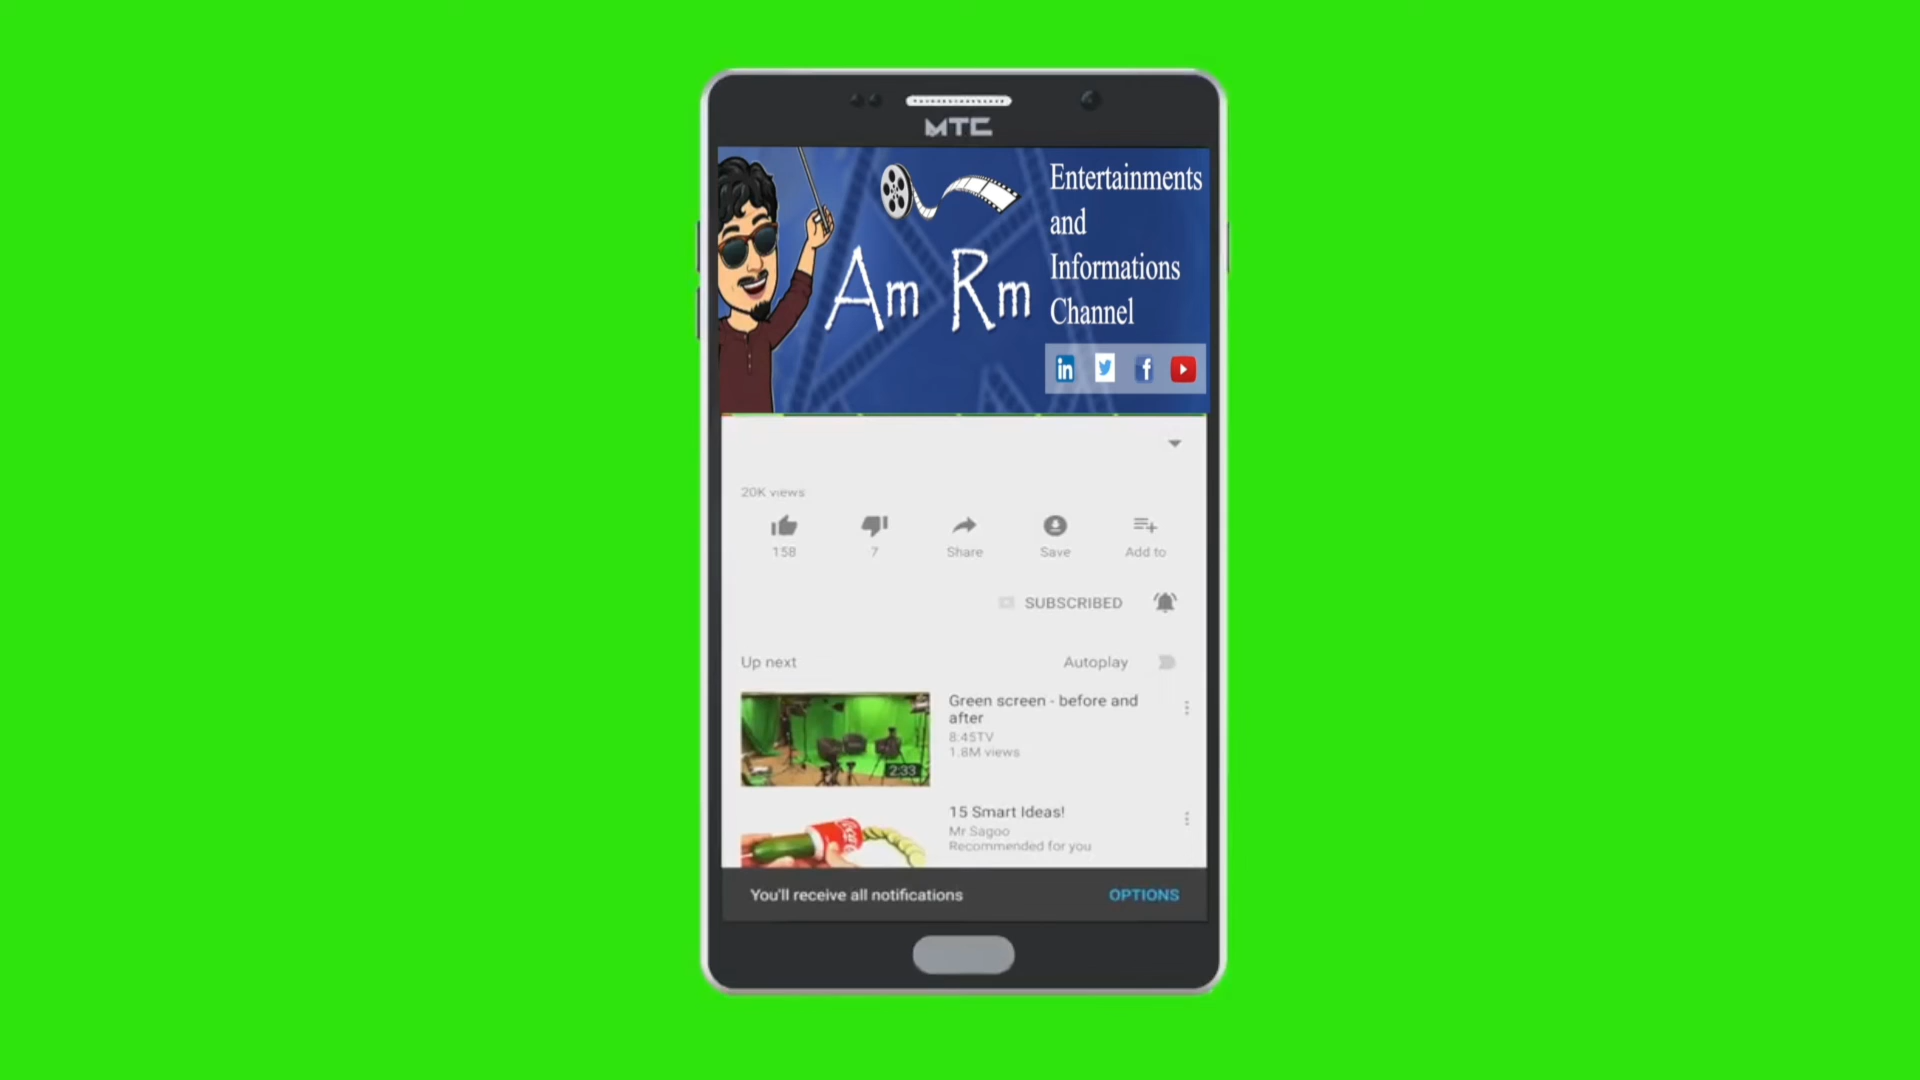 MTC
Entertainments
and
Informations
Channel
Am Rm
in
f
20K views
158
7
Share
Save
Add to
SUBSCRIBED
Up next
Autoplay
Green screen - before and
after
8:45TV
1.8M views
2:33
15 Smart Ideas!
Mr Sagoo
Recommended for you
You'll receive all notifications
OPTIONS